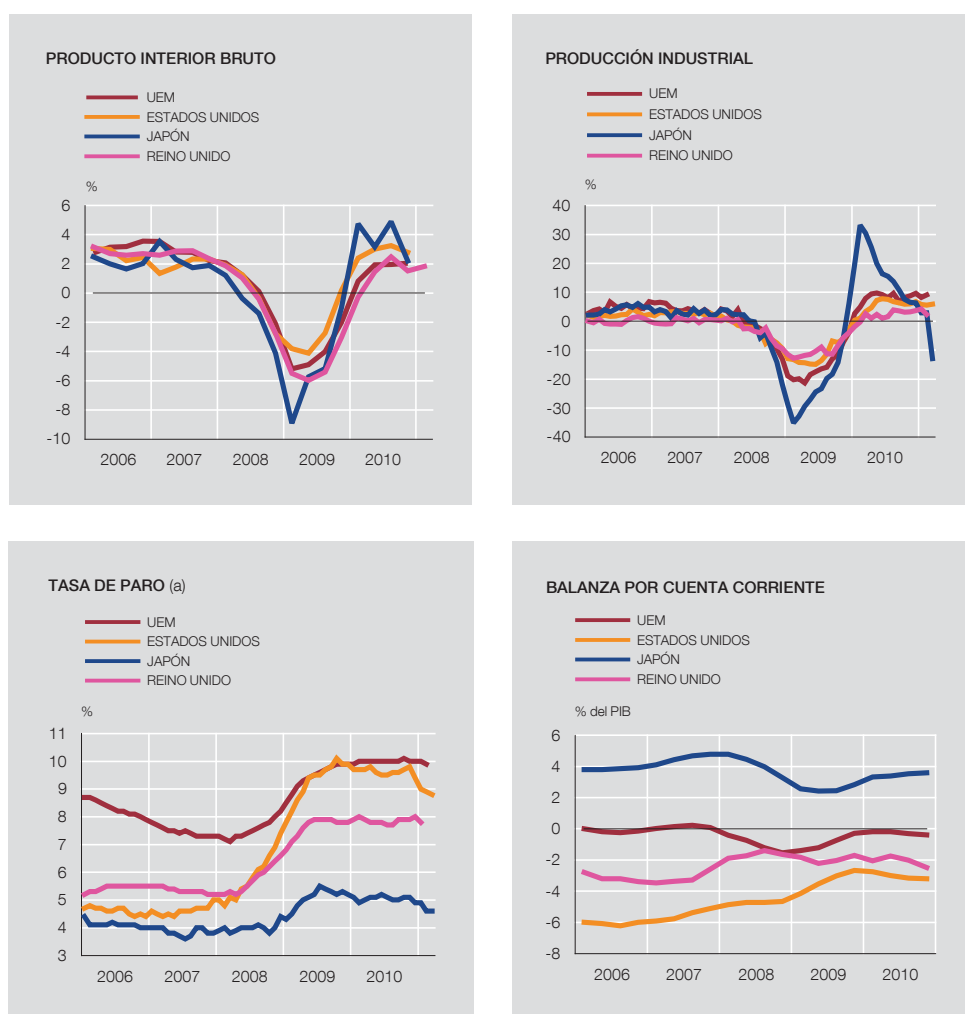 PRODUCTO INTERIOR BRUTO
UEM
ESTADOS UNIDOS
JAPÓN
REINO UNIDO
%
6
4
2
0
-2
-4
-6
-8
-10
2006 2007 2008 2009 2010
PRODUCCIÓN INDUSTRIAL
UEM
ESTADOS UNIDOS
JAPÓN
REINO UNIDO
%
40
30
20
10
0
-10
-20
-30
-40
2006 2007 2008 2009 2010
TASA DE PARO (a)
UEM
ESTADOS UNIDOS
JAPÓN
REINO UNIDO
%
11
10
9
8
7
6
5
4
3
2006 2007 2008 2009 2010
BALANZA POR CUENTA CORRIENTE
UEM
ESTADOS UNIDOS
JAPÓN
REINO UNIDO
% del PIB
6
4
2
0
-2
-4
-6
-8
2006 2007 2008 2009 2010